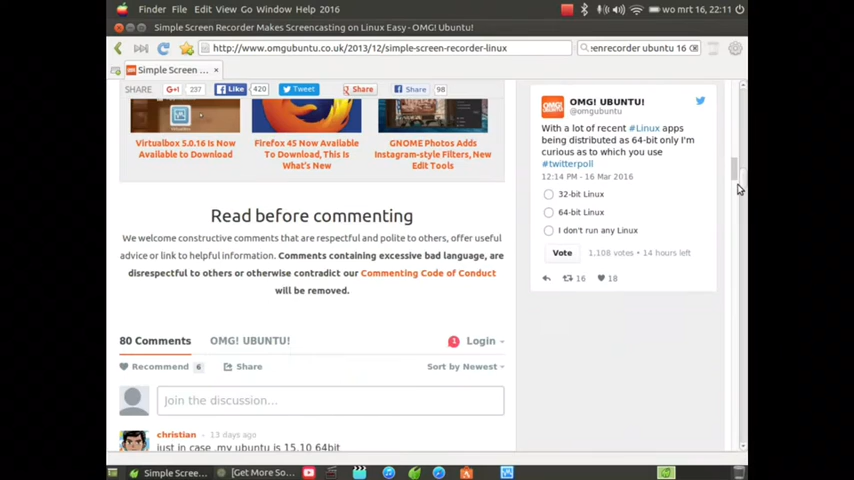 Finder File Edit View Go Window Help 2016
wo mrt 16, 22:11
Simple Screen Recorder Makes Screencasting on Linux Easy - OMG! Ubuntu!
http://www.omgubuntu.co.uk/2013/12/simple-screen-recorder-linux
enrecorder ubuntu 16
Simple Screen ...
SHARE
G+1 237
Like 420
Tweet
Share
Share 98
Virtualbox 5.0.16 Is Now
Available to Download
Firefox 45 Now Available
To Download, This Is
What's New
GNOME Photos Adds
Instagram-style Filters, New
Edit Tools
Read before commenting
We welcome constructive comments that are respectful and polite to others, offer useful
advice or link to helpful information. Comments containing excessive bad language, are
disrespectful to others or otherwise contradict our Commenting Code of Conduct
will be removed.
80 Comments
OMG! UBUNTU!
1 Login
Recommend 6
Share
Sort by Newest
Join the discussion...
christian • 13 days ago
just in case .my ubuntu is 15.10 64bit
OMG! UBUNTU!
@omgubuntu
With a lot of recent #Linux apps
being distributed as 64-bit only I'm
curious as to which you use
#twitterpoll
12:14 PM - 16 Mar 2016
32-bit Linux
64-bit Linux
I don't run any Linux
Vote
1,108 votes • 14 hours left
16
18
Simple Scree...
[Get More So...